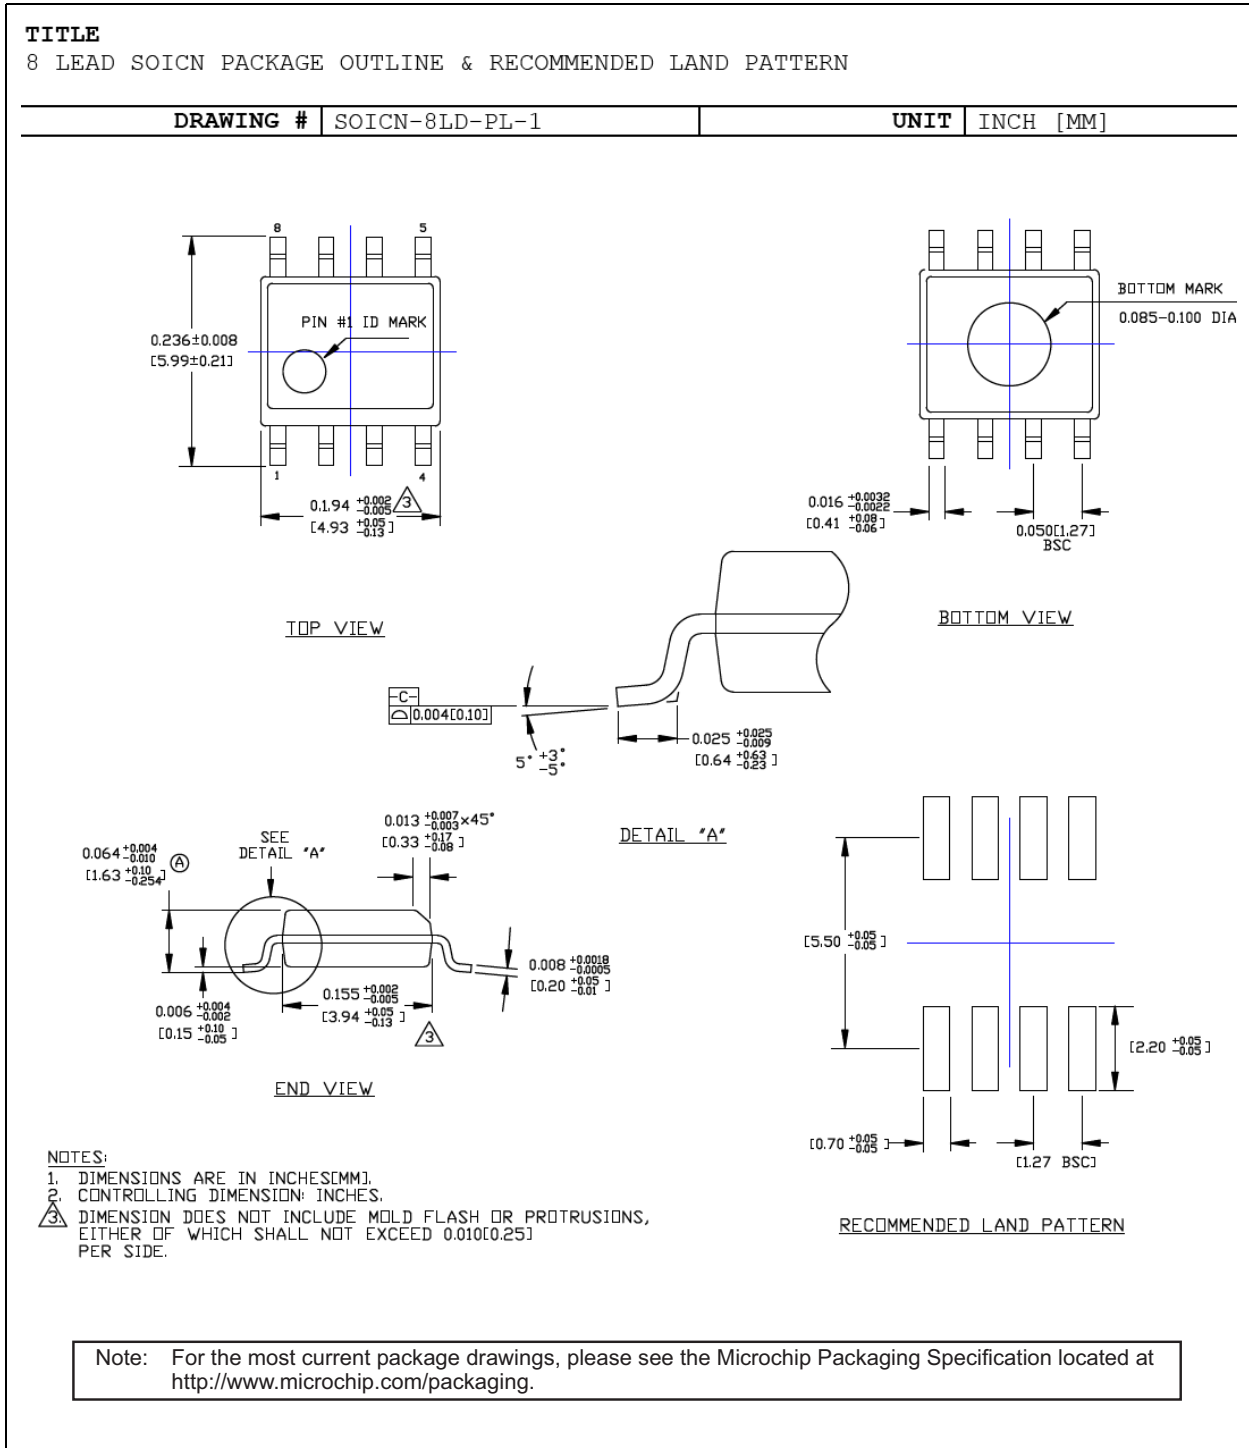 TITLE
8 LEAD SOICN PACKAGE OUTLINE & RECOMMENDED LAND PATTERN
DRAWING # SOICN-8LD-PL-1 UNIT INCH [MM]
8 5
PIN #1 ID MARK
0.236±0.008
[5.99±0.21]
1 4
0.1.94 +0.002 -0.005 3
[4.93 +0.05 -0.13 ]
TOP VIEW
BOTTOM MARK
0.085-0.100 DIA
0.016 +0.0032 -0.0022
[0.41 +0.08 -0.06 ]
0.050[1.27]
BSC
BOTTOM VIEW
-C-
0.004[0.10]
5° +3° -5°
0.025 +0.025 -0.009
[0.64 +0.63 -0.23 ]
DETAIL "A"
0.064 +0.004 -0.010 A
[1.63 +0.10 -0.254 ]
SEE
DETAIL "A"
0.013 +0.007 -0.003 ×45°
[0.33 +0.17 -0.08 ]
0.008 +0.0018 -0.0005
[0.20 +0.05 -0.01 ]
0.006 +0.004 -0.002
[0.15 +0.10 -0.05 ]
0.155 +0.002 -0.005
[3.94 +0.05 -0.13 ]
3
END VIEW
[5.50 +0.05 -0.05 ]
[2.20 +0.05 -0.05 ]
[0.70 +0.05 -0.05 ]
[1.27 BSC]
RECOMMENDED LAND PATTERN
NOTES:
1. DIMENSIONS ARE IN INCHES[MM].
2. CONTROLLING DIMENSION: INCHES.
3. DIMENSION DOES NOT INCLUDE MOLD FLASH OR PROTRUSIONS,
EITHER OF WHICH SHALL NOT EXCEED 0.010[0.25]
PER SIDE.
Note: For the most current package drawings, please see the Microchip Packaging Specification located at
http://www.microchip.com/packaging.